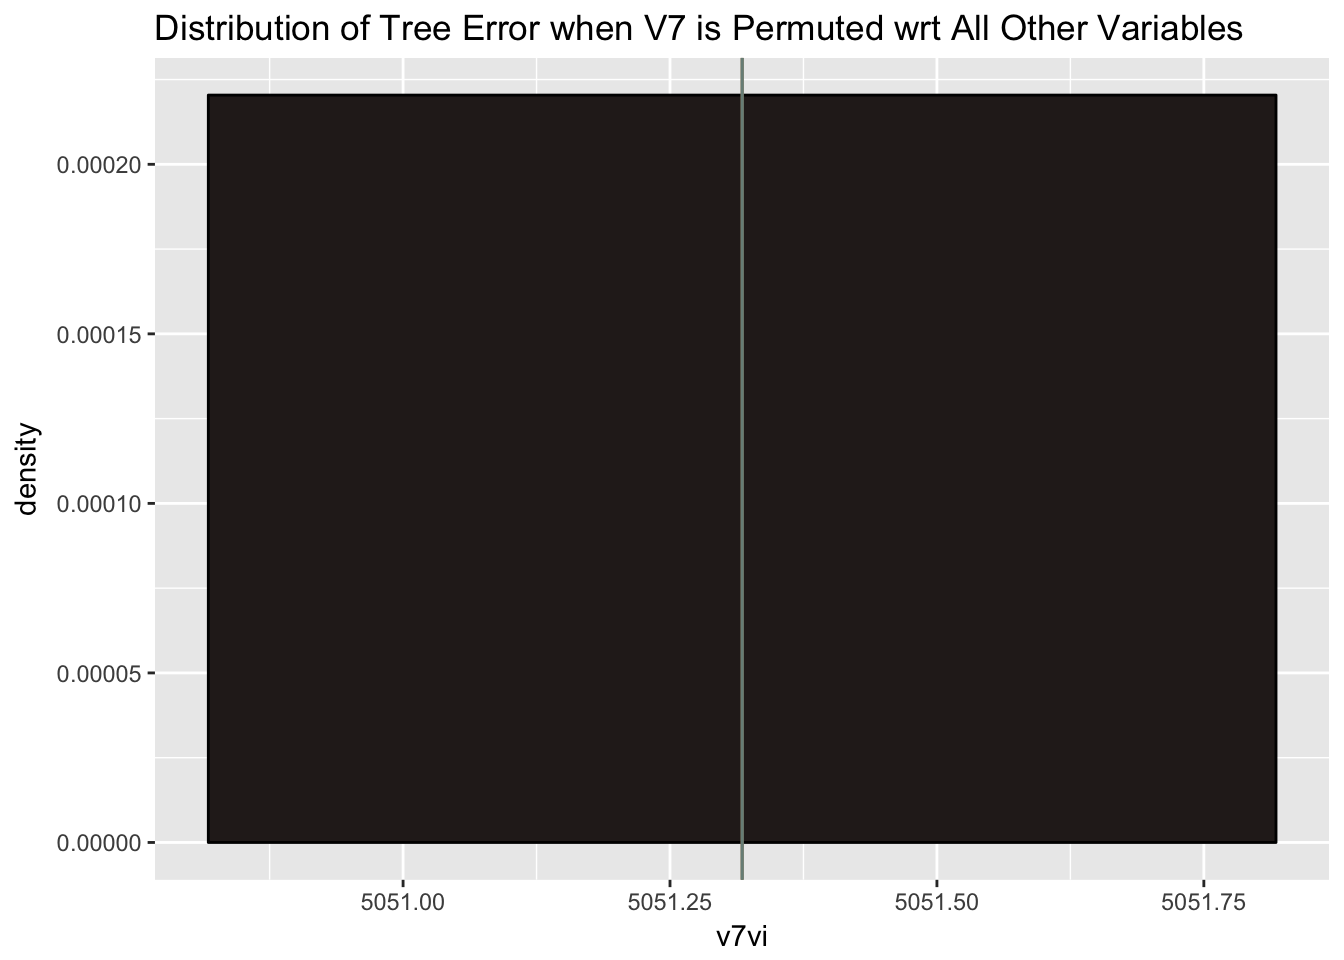 Distribution of Tree Error when V7 is Permuted wrt All Other Variables
0.00020
0.00015
0.00010
0.00005
0.00000
density
5051.00 5051.25 5051.50 5051.75
v7vi